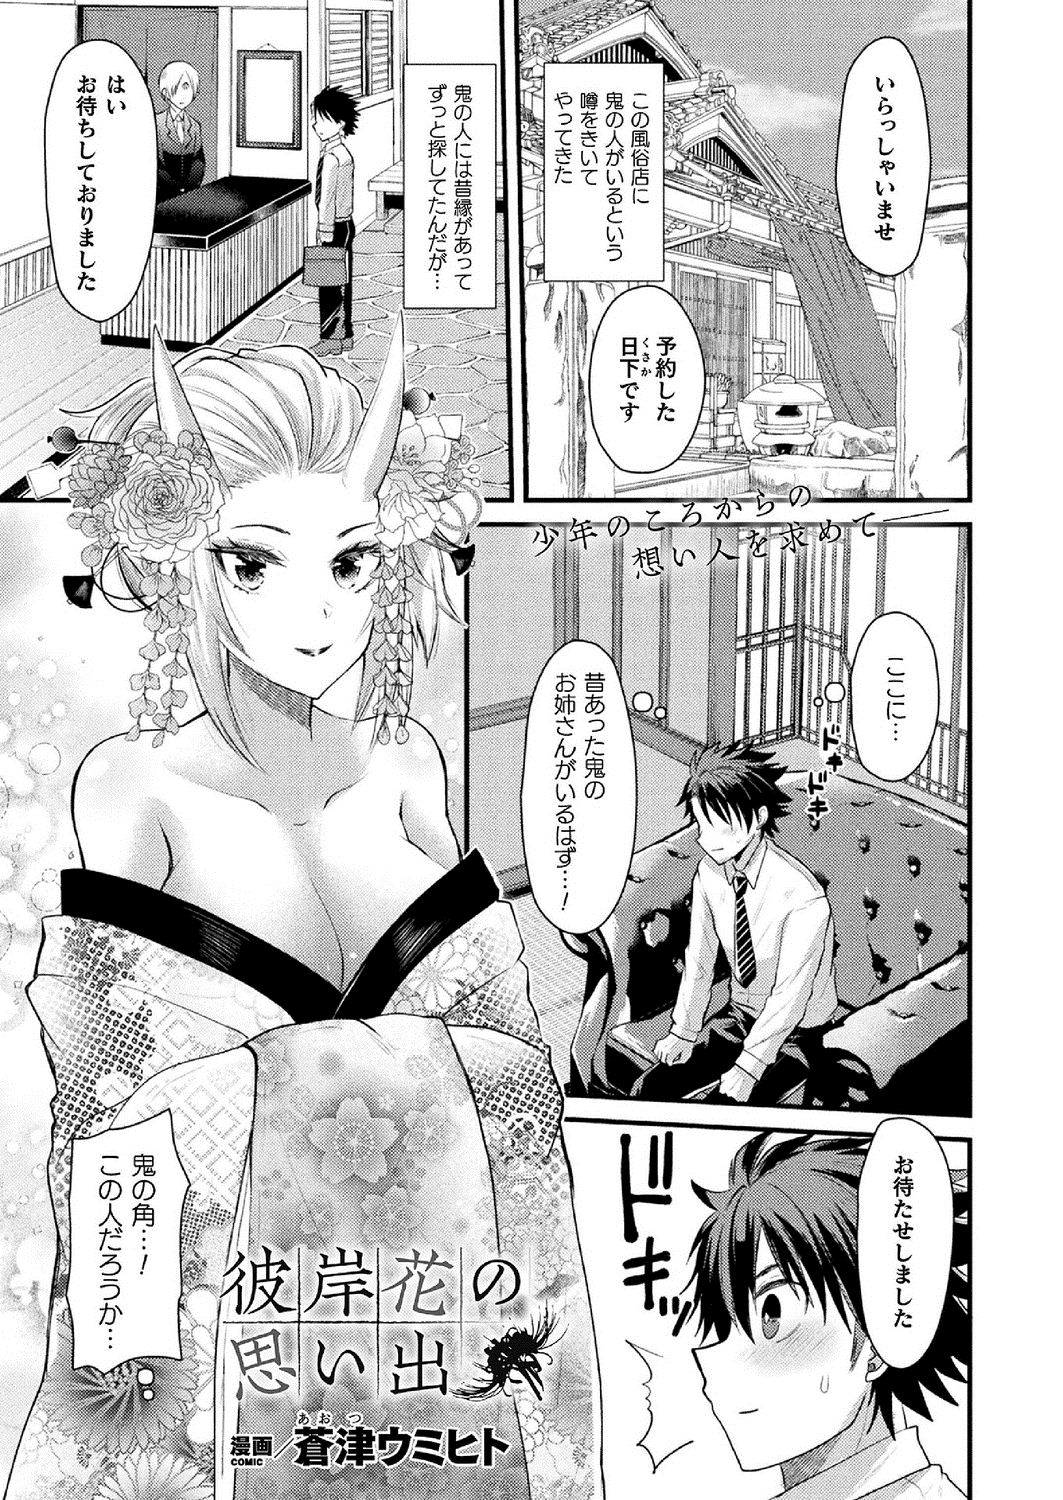 いらっしゃいませ
この風俗店に
鬼の人がいるという
噂をきいて
やってきた
予約した
日下です
くさか
鬼の人には昔縁があって
ずっと探してたんだが…
はい
お待ちしておりました
少年のころからの
想い人を求めて――
ここに…
ドキドキ
昔あった鬼の
お姉さんがいるはず…!
お待たせしました
ドキッ
鬼の角…!
この人だろうか…
彼岸花の
思い出
漫画/蒼津ウミヒト
COMIC
あおつ